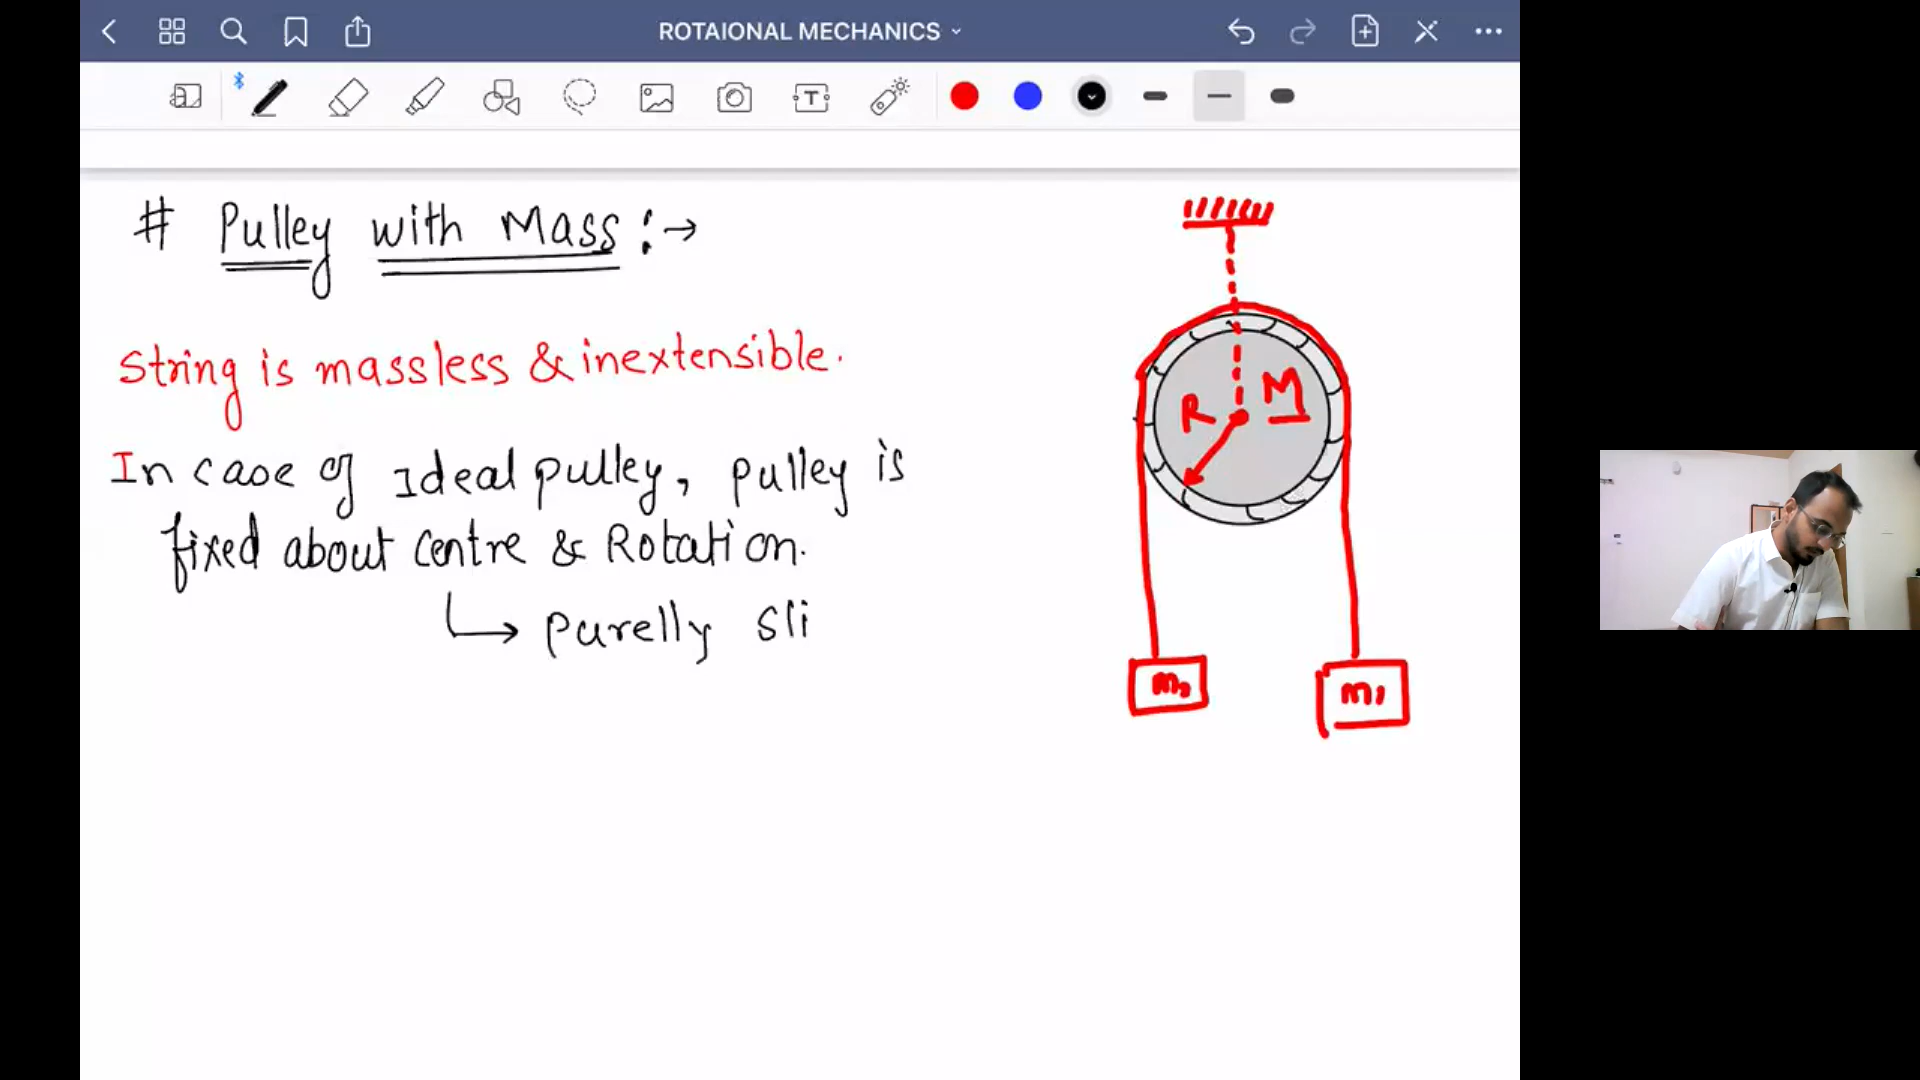 ROTAIONAL MECHANICS
# Pulley with Mass :→
String is massless & inextensible.
In case of Ideal pulley, pulley is
fixed about centre & Rotation.
↳ purelly sli
R M
m2 m1